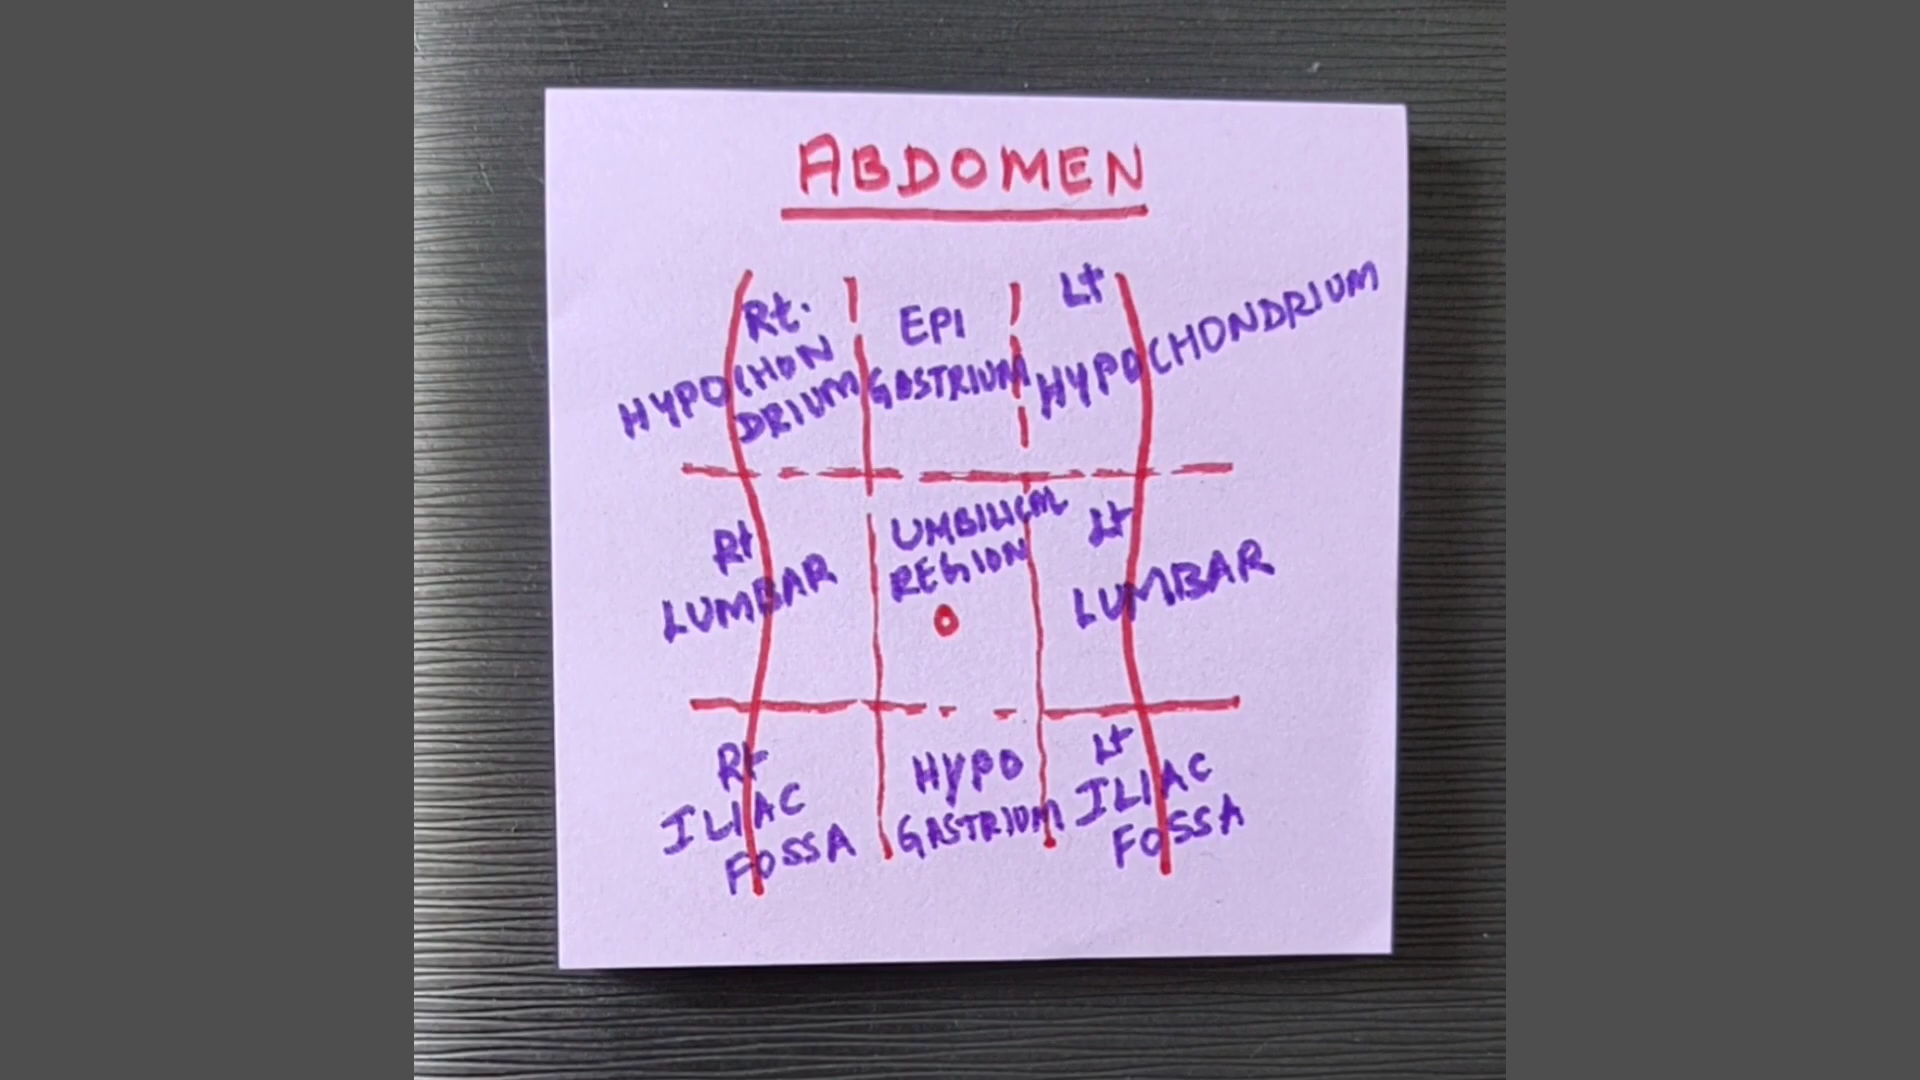 ABDOMEN
Rt.
HYPOCHON
DRIUM
EPI
GASTRIUM
Lt
HYPOCHONDRIUM
Rt
LUMBAR
UMBILICAL
REGION
Lt
LUMBAR
Rt
ILIAC
FOSSA
HYPO
GASTRIUM
Lt
ILIAC
FOSSA